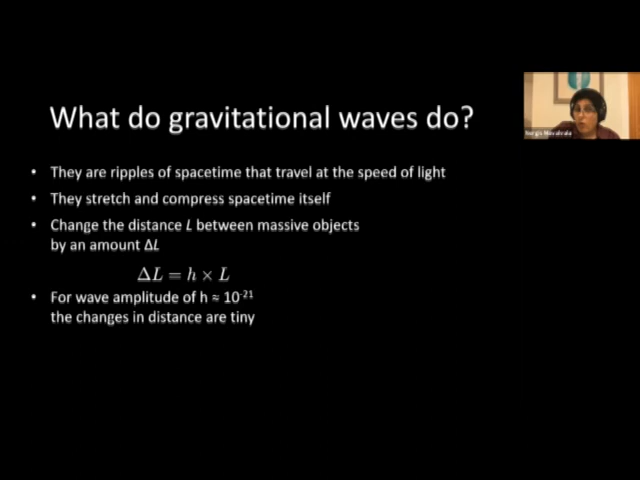 What do gravitational waves do?
Nergis Mavalvala
• They are ripples of spacetime that travel at the speed of light
• They stretch and compress spacetime itself
• Change the distance L between massive objects
by an amount ΔL
ΔL = h × L
• For wave amplitude of h ≈ 10⁻²¹
the changes in distance are tiny